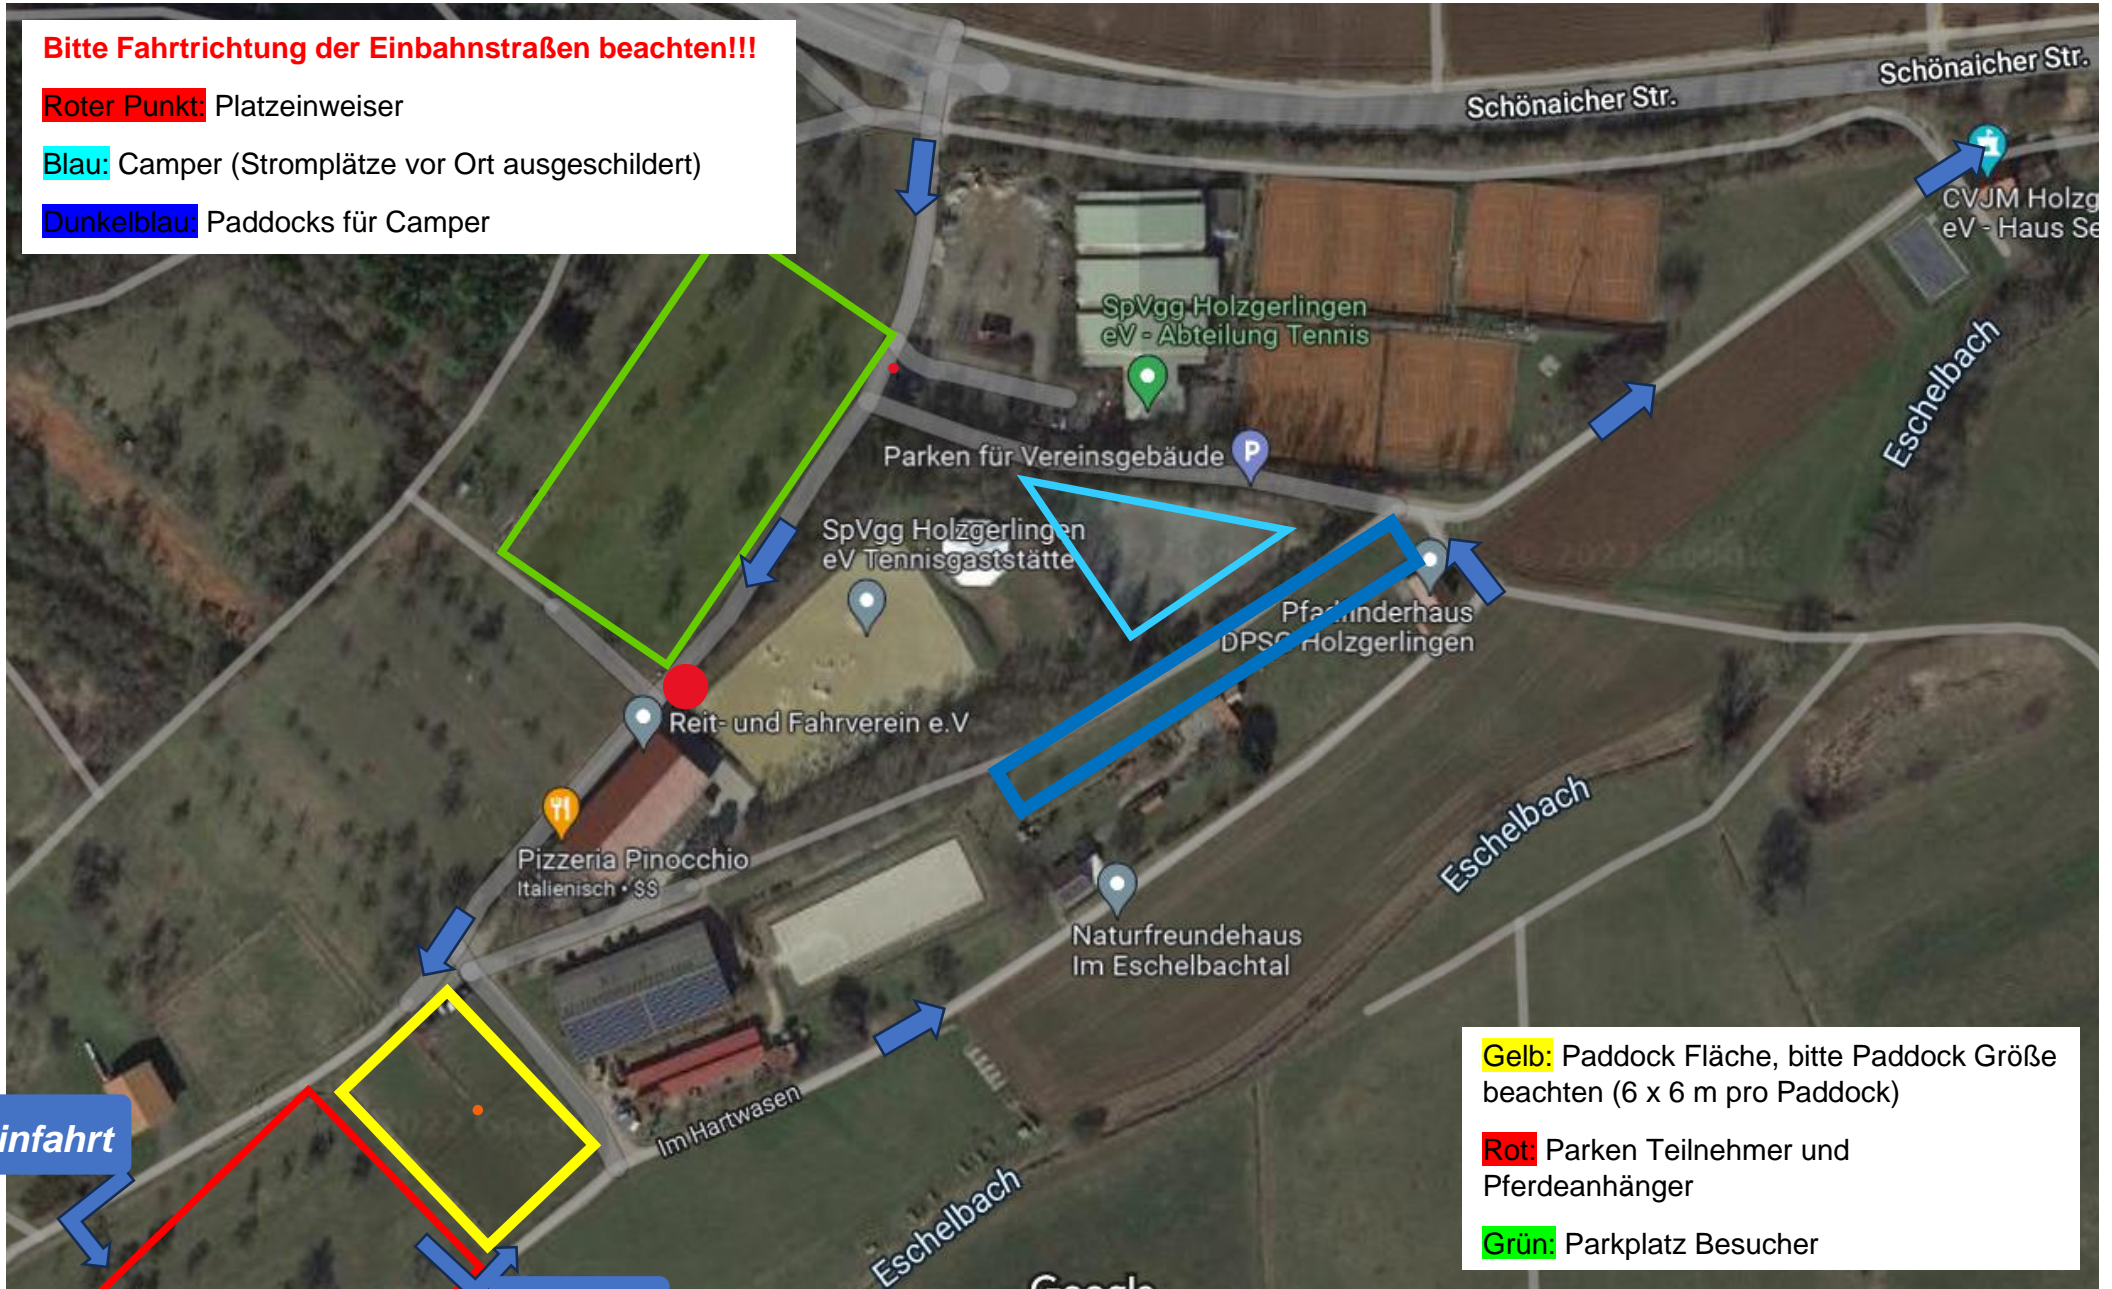 Bitte Fahrtrichtung der Einbahnstraßen beachten!!!
Roter Punkt: Platzeinweiser
Blau: Camper (Stromplätze vor Ort ausgeschildert)
Dunkelblau: Paddocks für Camper
Schönaicher Str.
Schönaicher Str.
CVJM Holzg
eV - Haus Se
SpVgg Holzgerlingen
eV - Abteilung Tennis
Eschelbach
Parken für Vereinsgebäude
P
SpVgg Holzgerlingen
eV Tennisgaststätte
Pfadfinderhaus
DPSG Holzgerlingen
Reit- und Fahrverein e.V
Pizzeria Pinocchio
Italienisch • $$
Eschelbach
Naturfreundehaus
Im Eschelbachtal
Im Hartwasen
infahrt
Eschelbach
Google
Gelb: Paddock Fläche, bitte Paddock Größe
beachten (6 x 6 m pro Paddock)
Rot: Parken Teilnehmer und
Pferdeanhänger
Grün: Parkplatz Besucher